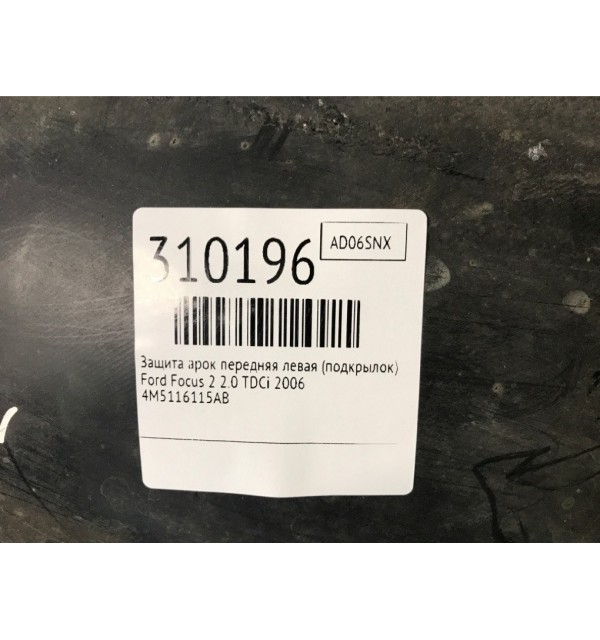 310196
AD06SNX
Защита арок передняя левая (подкрылок)
Ford Focus 2 2.0 TDCi 2006
4M5116115AB